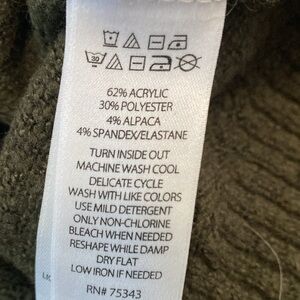 30
62% ACRYLIC
30% POLYESTER
4% ALPACA
4% SPANDEX/ELASTANE
TURN INSIDE OUT
MACHINE WASH COOL
DELICATE CYCLE
WASH WITH LIKE COLORS
USE MILD DETERGENT
ONLY NON-CHLORINE
BLEACH WHEN NEEDED
RESHAPE WHILE DAMP
DRY FLAT
LOW IRON IF NEEDED
RN# 75343